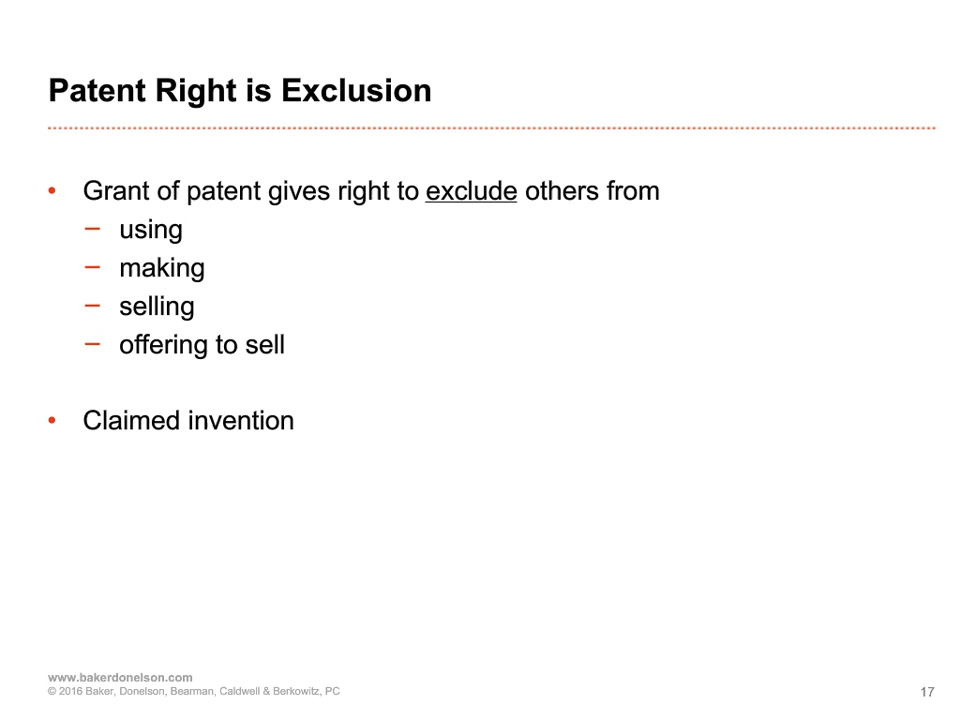 Patent Right is Exclusion
• Grant of patent gives right to exclude others from
– using
– making
– selling
– offering to sell
• Claimed invention
www.bakerdonelson.com
© 2016 Baker, Donelson, Bearman, Caldwell & Berkowitz, PC
17